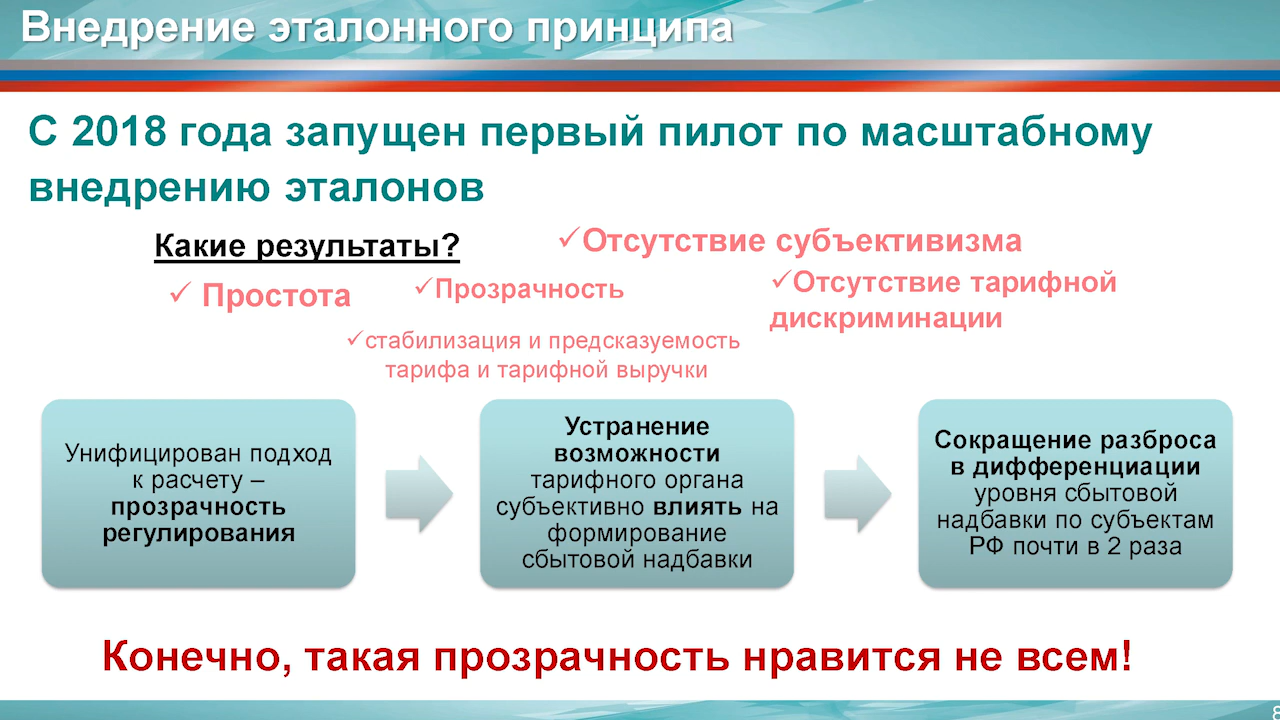 Внедрение эталонного принципа
С 2018 года запущен первый пилот по масштабному
внедрению эталонов
Какие результаты?
✓Отсутствие субъективизма
✓ Простота
✓Прозрачность
✓Отсутствие тарифной
дискриминации
✓стабилизация и предсказуемость
тарифа и тарифной выручки
Унифицирован подход
к расчету –
прозрачность
регулирования
Устранение
возможности
тарифного органа
субъективно влиять на
формирование
сбытовой надбавки
Сокращение разброса
в дифференциации
уровня сбытовой
надбавки по субъектам
РФ почти в 2 раза
Конечно, такая прозрачность нравится не всем!